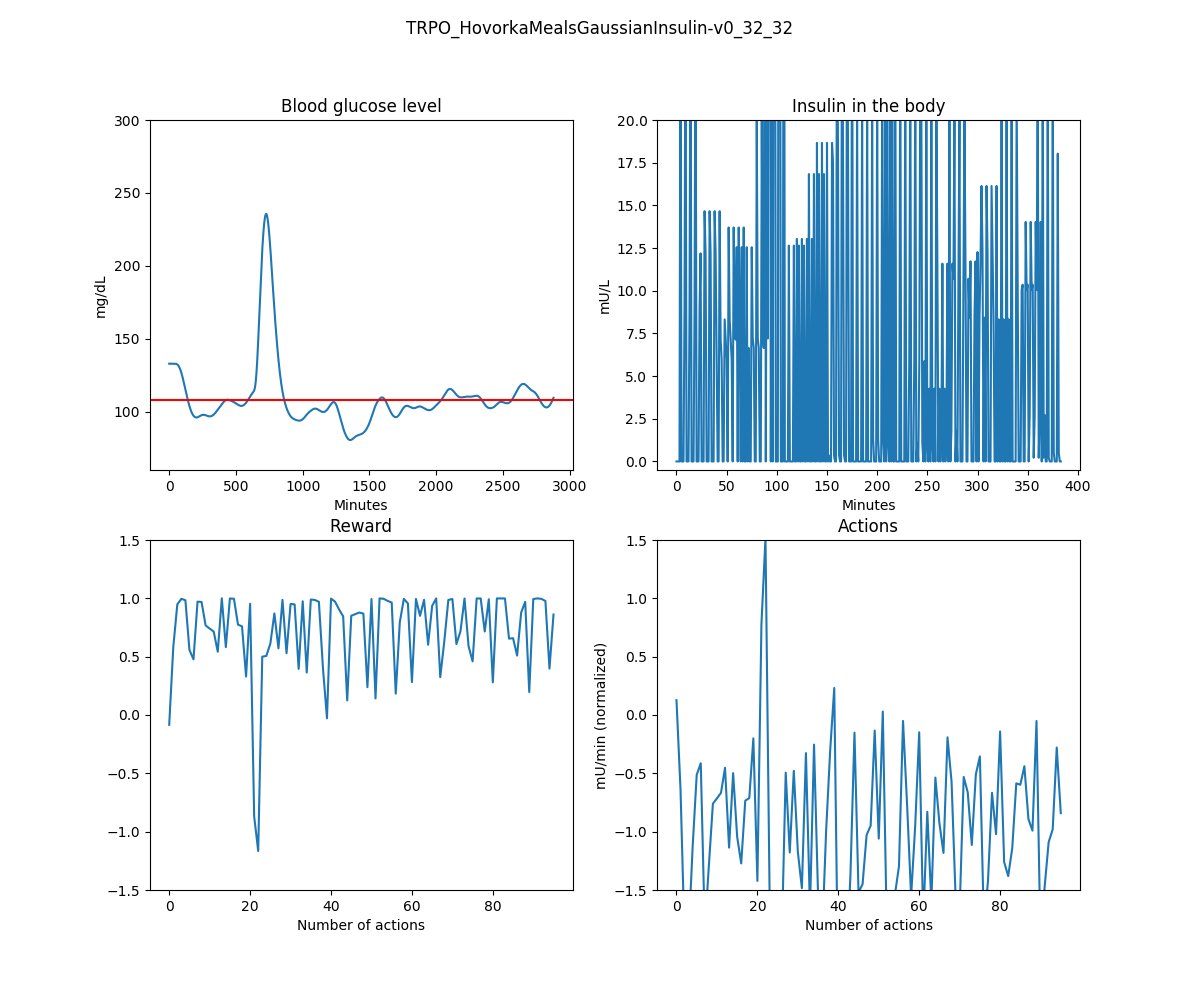 TRPO_HovorkaMealsGaussianInsulin-v0_32_32
Blood glucose level
300
250
200
150
100
mg/dL
0 500 1000 1500 2000 2500 3000
Minutes
Insulin in the body
20.0
17.5
15.0
12.5
10.0
7.5
5.0
2.5
0.0
mU/L
0 50 100 150 200 250 300 350 400
Minutes
Reward
1.5
1.0
0.5
0.0
−0.5
−1.0
−1.5
0 20 40 60 80
Number of actions
Actions
1.5
1.0
0.5
0.0
−0.5
−1.0
−1.5
mU/min (normalized)
0 20 40 60 80
Number of actions